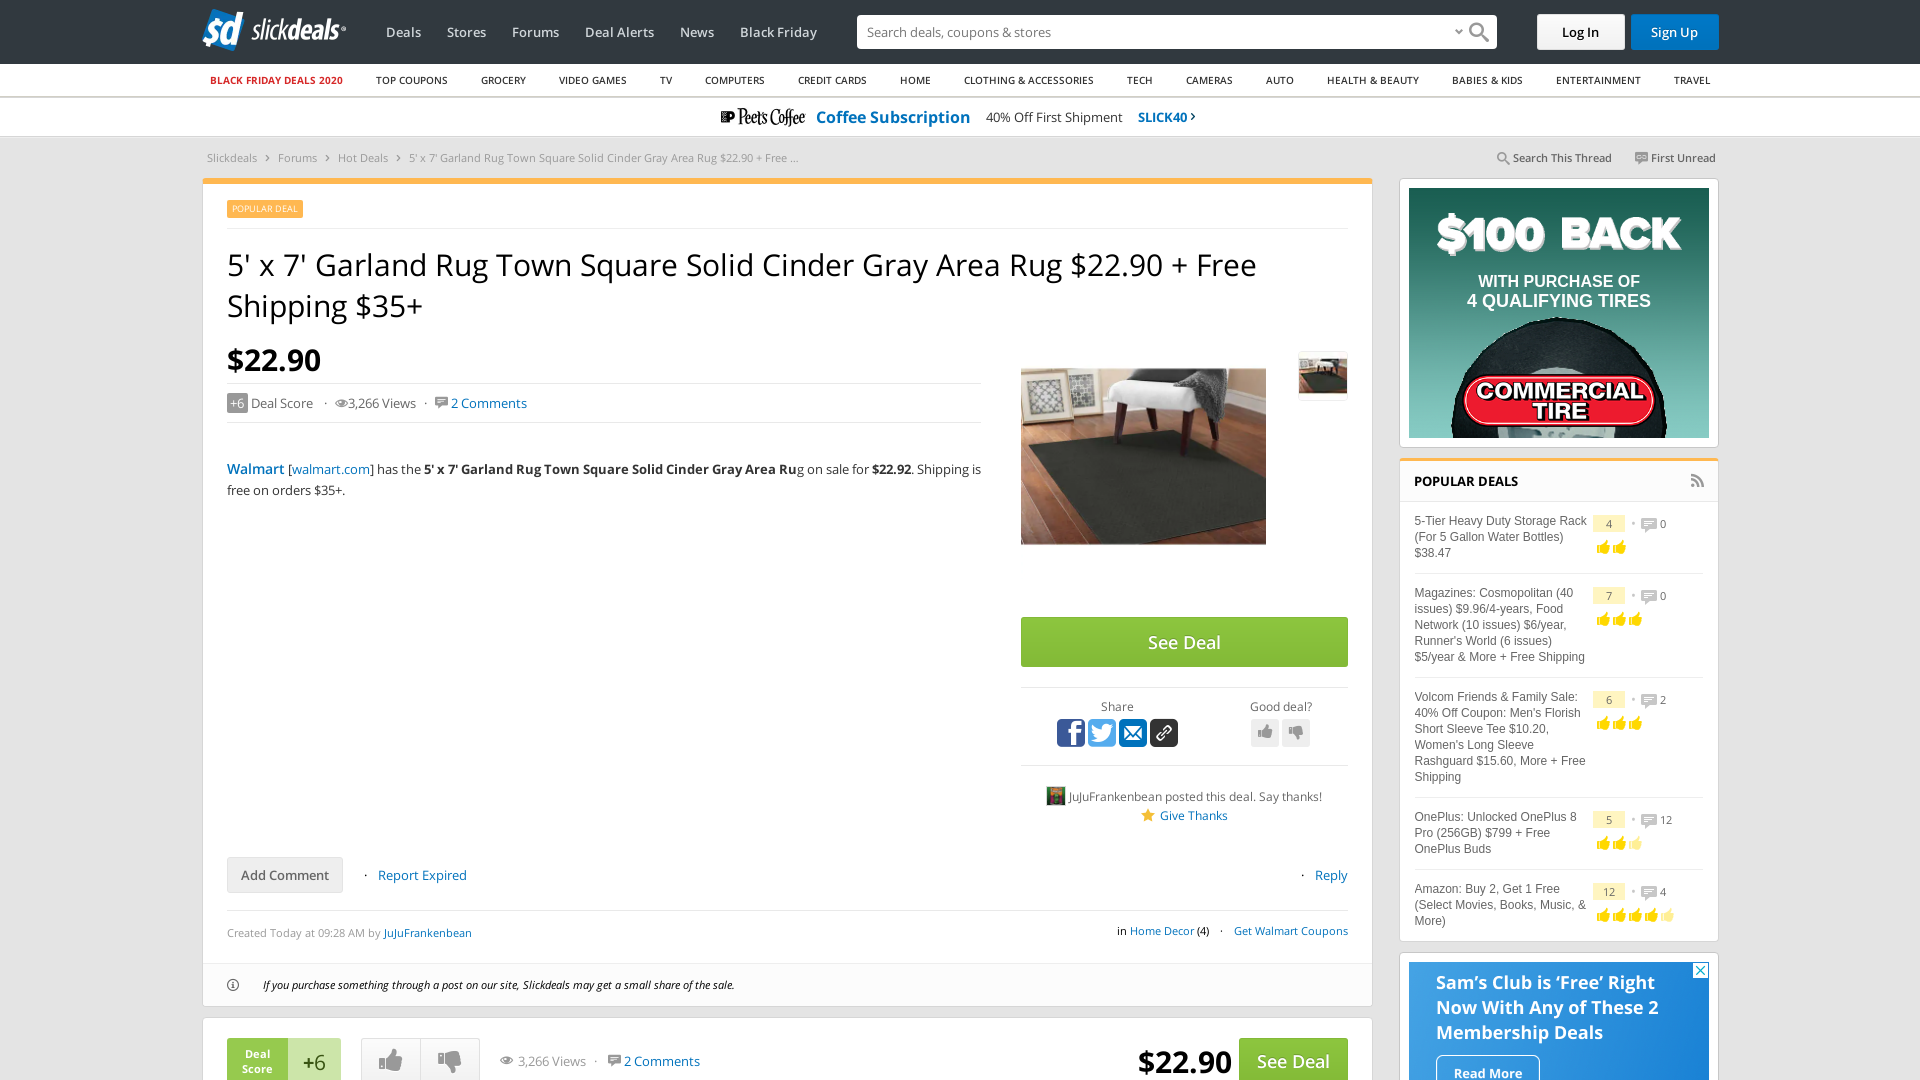 slickdeals
Deals
Stores
Forums
Deal Alerts
News
Black Friday
Search deals, coupons & stores
Log In
Sign Up
BLACK FRIDAY DEALS 2020
TOP COUPONS
GROCERY
VIDEO GAMES
TV
COMPUTERS
CREDIT CARDS
HOME
CLOTHING & ACCESSORIES
TECH
CAMERAS
AUTO
HEALTH & BEAUTY
BABIES & KIDS
ENTERTAINMENT
TRAVEL
Peet's Coffee Coffee Subscription 40% Off First Shipment SLICK40 ›
Slickdeals › Forums › Hot Deals › 5' x 7' Garland Rug Town Square Solid Cinder Gray Area Rug $22.90 + Free ...
Search This Thread
First Unread
POPULAR DEAL
5' x 7' Garland Rug Town Square Solid Cinder Gray Area Rug $22.90 + Free
Shipping $35+
$22.90
+6 Deal Score · 3,266 Views · 2 Comments
Walmart [walmart.com] has the 5' x 7' Garland Rug Town Square Solid Cinder Gray Area Rug on sale for $22.92. Shipping is
free on orders $35+.
See Deal
Share
Good deal?
JuJuFrankenbean posted this deal. Say thanks!
Give Thanks
Add Comment · Report Expired
· Reply
Created Today at 09:28 AM by JuJuFrankenbean
in Home Decor (4) · Get Walmart Coupons
If you purchase something through a post on our site, Slickdeals may get a small share of the sale.
Deal
Score
+6
3,266 Views · 2 Comments
$22.90
See Deal
$100 BACK
WITH PURCHASE OF
4 QUALIFYING TIRES
COMMERCIAL
TIRE
POPULAR DEALS
5-Tier Heavy Duty Storage Rack
(For 5 Gallon Water Bottles)
$38.47
4 • 0
Magazines: Cosmopolitan (40
issues) $9.96/4-years, Food
Network (10 issues) $6/year,
Runner's World (6 issues)
$5/year & More + Free Shipping
7 • 0
Volcom Friends & Family Sale:
40% Off Coupon: Men's Florish
Short Sleeve Tee $10.20,
Women's Long Sleeve
Rashguard $15.60, More + Free
Shipping
6 • 2
OnePlus: Unlocked OnePlus 8
Pro (256GB) $799 + Free
OnePlus Buds
5 • 12
Amazon: Buy 2, Get 1 Free
(Select Movies, Books, Music, &
More)
12 • 4
Sam's Club is ‘Free’ Right
Now With Any of These 2
Membership Deals
Read More